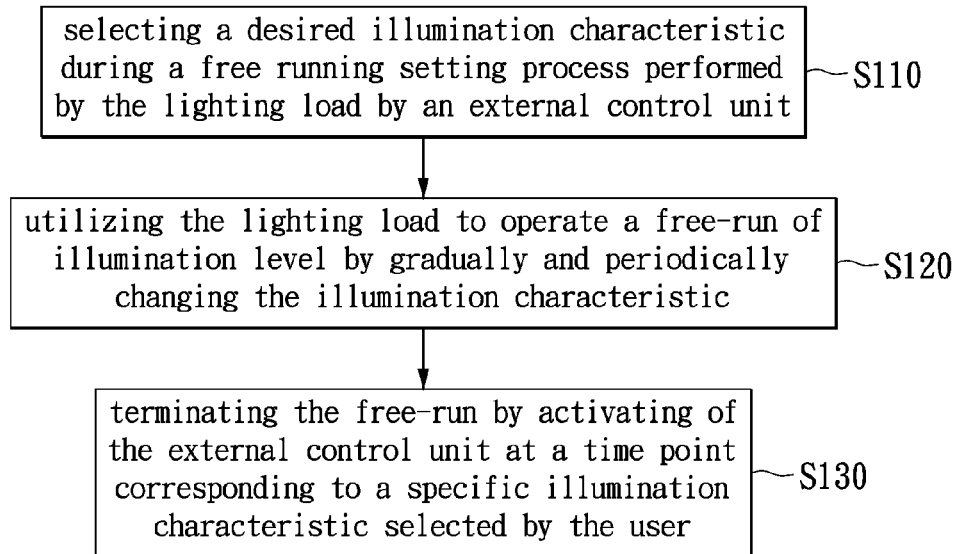 selecting a desired illumination characteristic
during a free running setting process performed
by the lighting load by an external control unit
S110
utilizing the lighting load to operate a free-run of
illumination level by gradually and periodically
changing the illumination characteristic
S120
terminating the free-run by activating of
the external control unit at a time point
corresponding to a specific illumination
characteristic selected by the user
S130